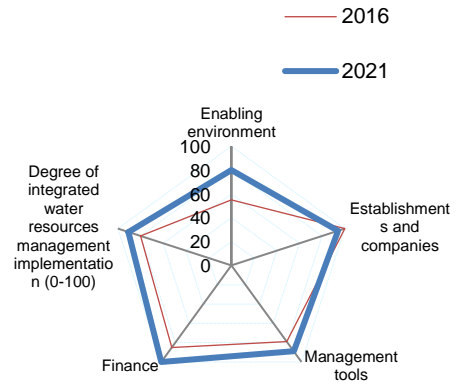 2016
2021
Enabling
environment
100
80
60
40
20
0
Establishment
s and
companies
Management
tools
Finance
Degree of
integrated
water
resources
management
implementatio
n (0-100)